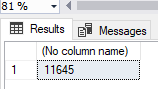 81 %
Results Messages
(No column name)
1 11645